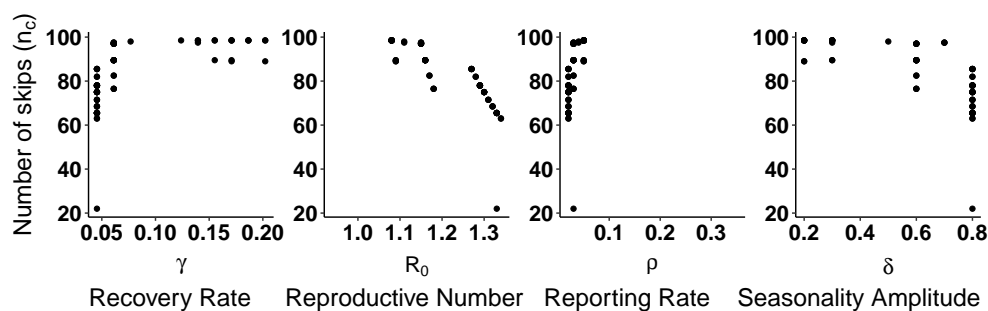 Number of skips (n_c)
100 100 100 100
80 80 80 80
60 60 60 60
40 40 40 40
20 20 20 20
0.05 0.10 0.15 0.20 1.0 1.1 1.2 1.3 0.1 0.2 0.3 0.2 0.4 0.6 0.8
γ R₀ ρ δ
Recovery Rate Reproductive Number Reporting Rate Seasonality Amplitude